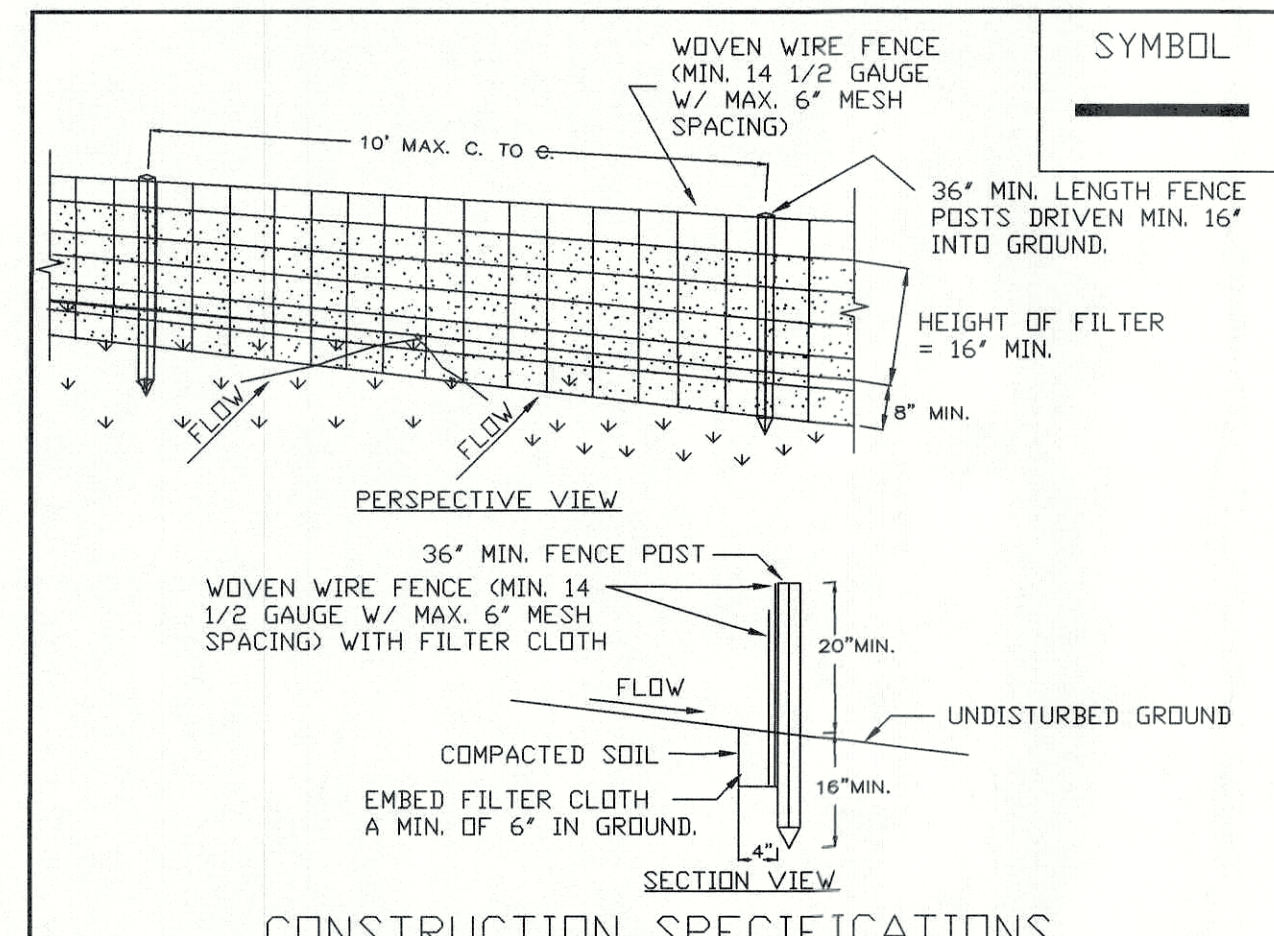 WOVEN WIRE FENCE
(MIN. 14 1/2 GAUGE
W/ MAX. 6" MESH
SPACING)
SYMBOL
10' MAX. C. TO C.
36" MIN. LENGTH FENCE
POSTS DRIVEN MIN. 16"
INTO GROUND.
HEIGHT OF FILTER
= 16" MIN.
8" MIN.
FLOW
FLOW
PERSPECTIVE VIEW
36" MIN. FENCE POST
WOVEN WIRE FENCE (MIN. 14
1/2 GAUGE W/ MAX. 6" MESH
SPACING) WITH FILTER CLOTH
20"MIN.
FLOW
UNDISTURBED GROUND
COMPACTED SOIL
EMBED FILTER CLOTH
A MIN. OF 6" IN GROUND.
16"MIN.
4"
SECTION VIEW
CONSTRUCTION SPECIFICATIONS